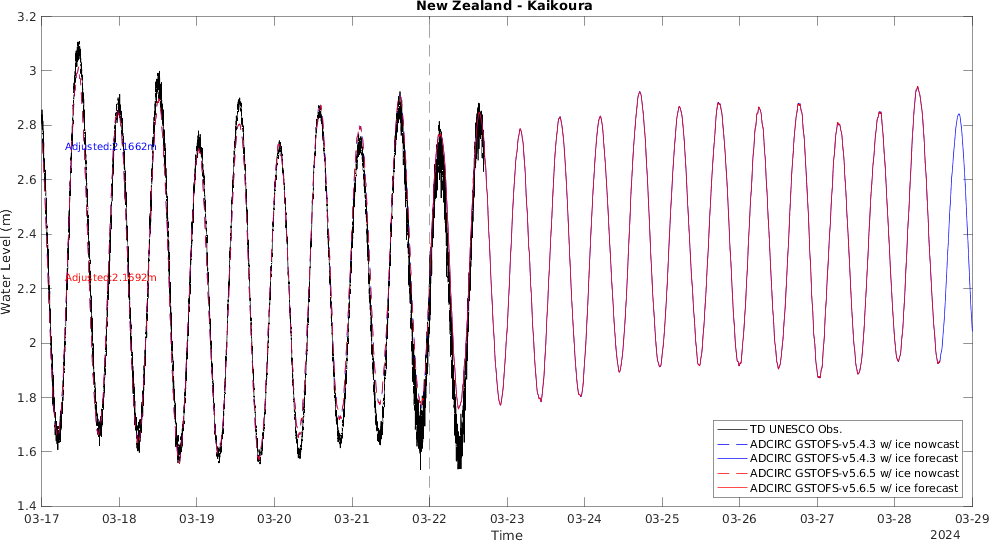 New Zealand - Kaikoura
3.2
3
2.8
2.6
2.4
2.2
2
1.8
1.6
1.4
Water Level (m)
Adjusted:2.1662m
Adjusted:2.1592m
TD UNESCO Obs.
ADCIRC GSTOFS-v5.4.3 w/ ice nowcast
ADCIRC GSTOFS-v5.4.3 w/ ice forecast
ADCIRC GSTOFS-v5.6.5 w/ ice nowcast
ADCIRC GSTOFS-v5.6.5 w/ ice forecast
03-17 03-18 03-19 03-20 03-21 03-22 03-23 03-24 03-25 03-26 03-27 03-28 03-29
Time
2024